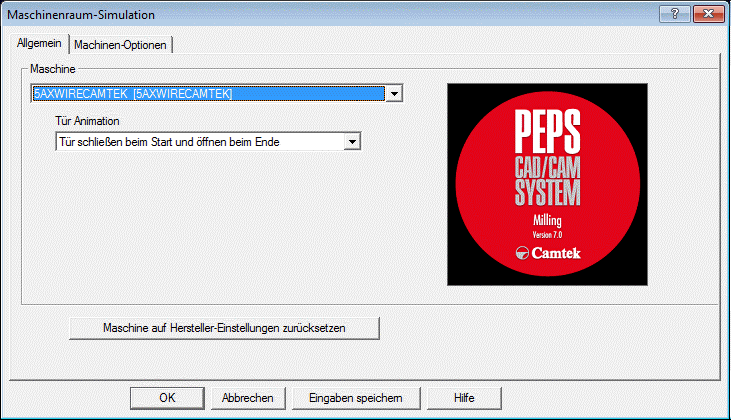 Maschinenraum-Simulation
Allgemein
Machinen-Optionen
Maschine
5AXWIRECAMTEK [5AXWIRECAMTEK]
Tür Animation
Tür schließen beim Start und öffnen beim Ende
PEPS
CAD/CAM
SYSTEM
Milling
Version 7.0
Camtek
Maschine auf Hersteller-Einstellungen zurücksetzen
OK
Abbrechen
Eingaben speichern
Hilfe